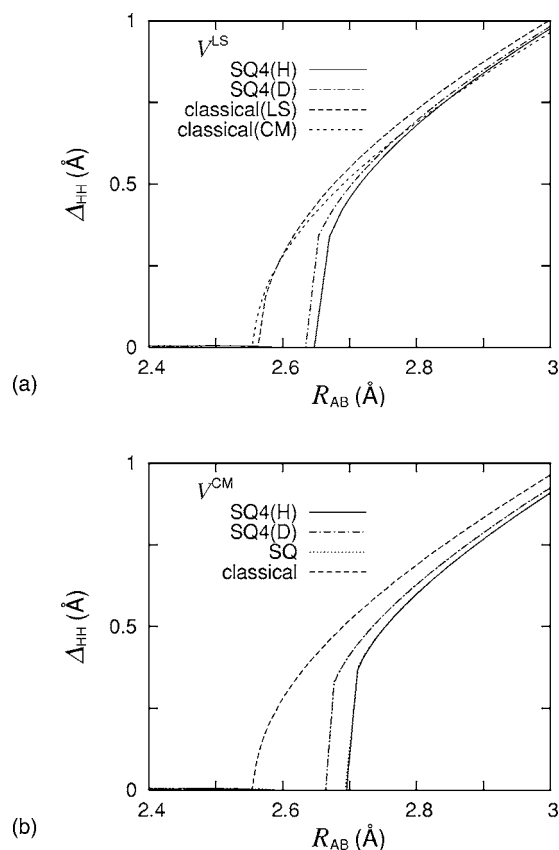 1
V^LS
SQ4(H)
SQ4(D)
classical(LS)
classical(CM)
0.5
Δ_HH (Å)
0
2.4 2.6 2.8 3
(a)
R_AB (Å)
1
V^CM
SQ4(H)
SQ4(D)
SQ
classical
0.5
Δ_HH (Å)
0
2.4 2.6 2.8 3
(b)
R_AB (Å)